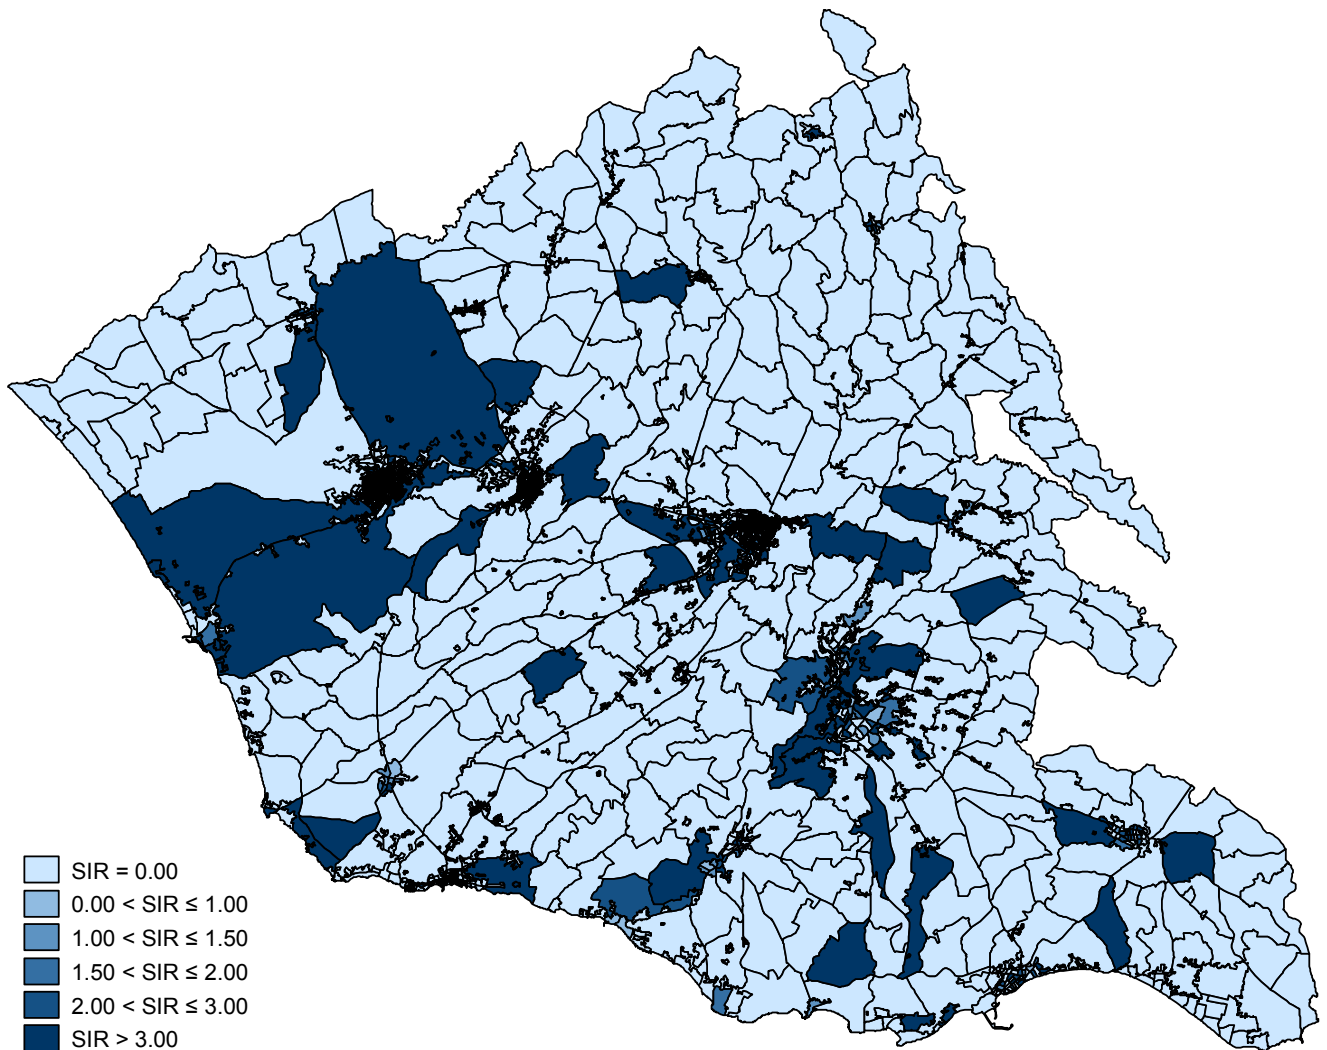 SIR = 0.00
0.00 < SIR ≤ 1.00
1.00 < SIR ≤ 1.50
1.50 < SIR ≤ 2.00
2.00 < SIR ≤ 3.00
SIR > 3.00